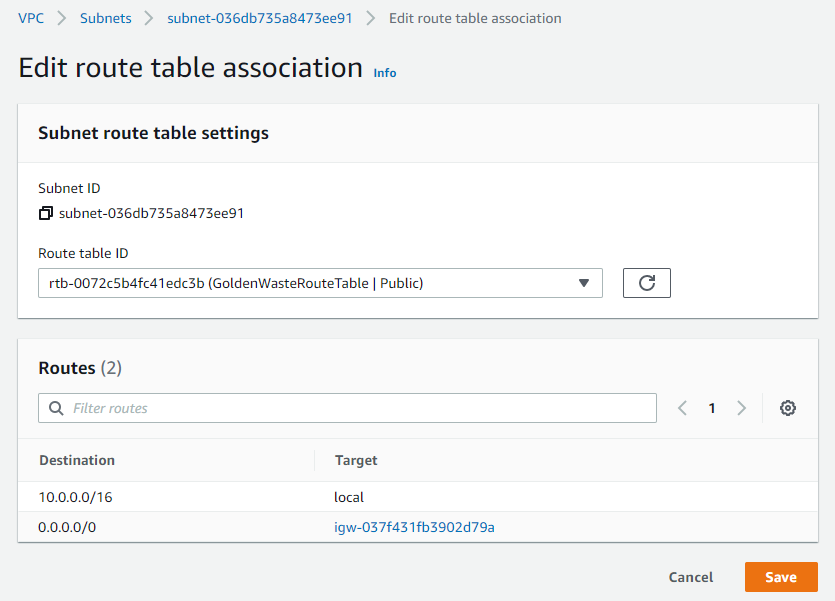 VPC > Subnets > subnet-036db735a8473ee91 > Edit route table association
Edit route table association Info
Subnet route table settings
Subnet ID
subnet-036db735a8473ee91
Route table ID
rtb-0072c5b4fc41edc3b (GoldenWasteRouteTable | Public)
Routes (2)
Filter routes
1
Destination Target
10.0.0.0/16 local
0.0.0.0/0 igw-037f431fb3902d79a
Cancel Save